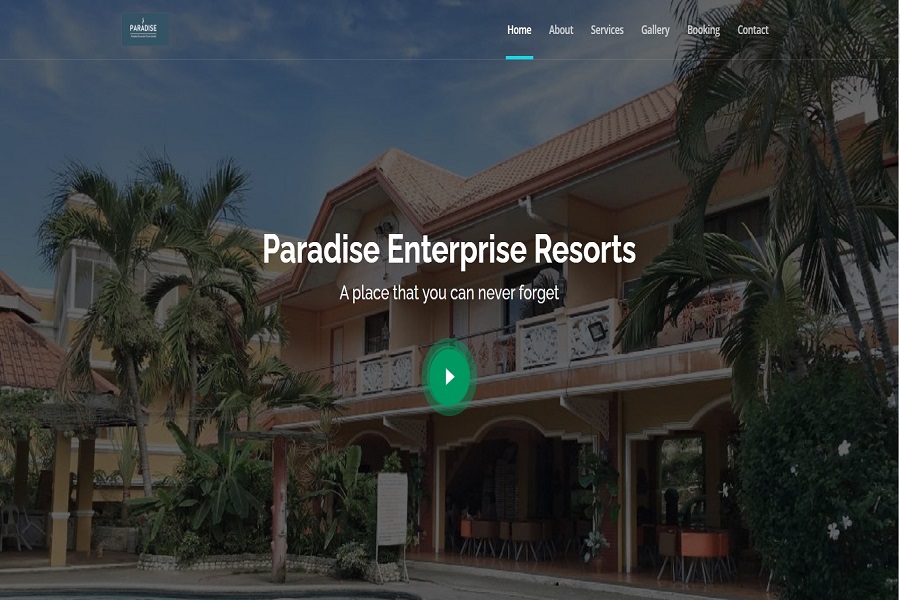 PARADISE
Home About Services Gallery Booking Contact
Paradise Enterprise Resorts
A place that you can never forget